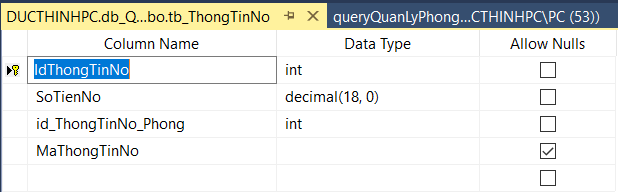 DUCTHINHPC.db_Q...bo.tb_ThongTinNo queryQuanLyPhong...CTHINHPC\PC (53))
Column Name Data Type Allow Nulls
IdThongTinNo int
SoTienNo decimal(18, 0)
id_ThongTinNo_Phong int
MaThongTinNo